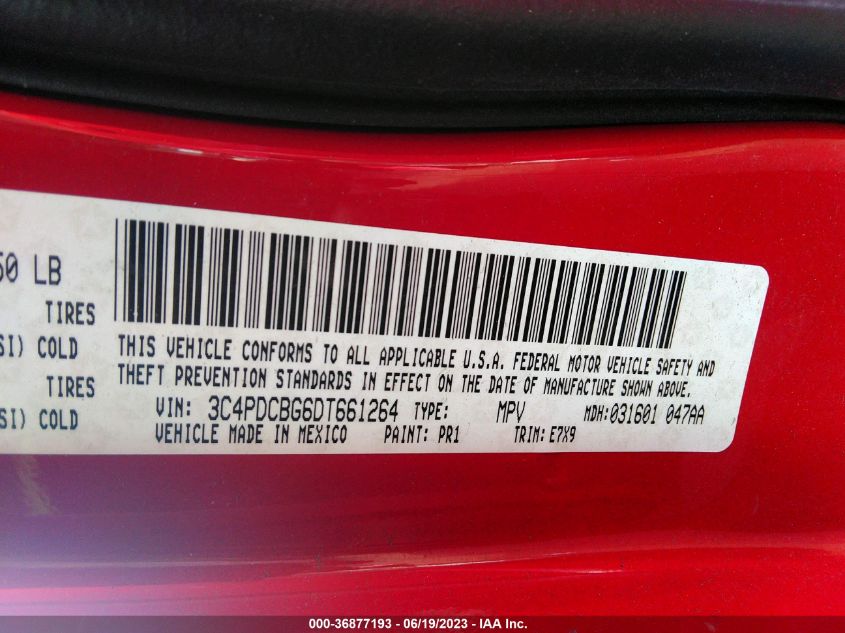 50 LB
TIRES
SI) COLD
TIRES
SI) COLD
THIS VEHICLE CONFORMS TO ALL APPLICABLE U.S.A. FEDERAL MOTOR VEHICLE SAFETY AND
THEFT PREVENTION STANDARDS IN EFFECT ON THE DATE OF MANUFACTURE SHOWN ABOVE.
VIN: 3C4PDCBG6DT661264 TYPE: MPV MDH:031601 047AA
VEHICLE MADE IN MEXICO PAINT: PR1 TRIM: E7X9
000-36877193 - 06/19/2023 - IAA Inc.